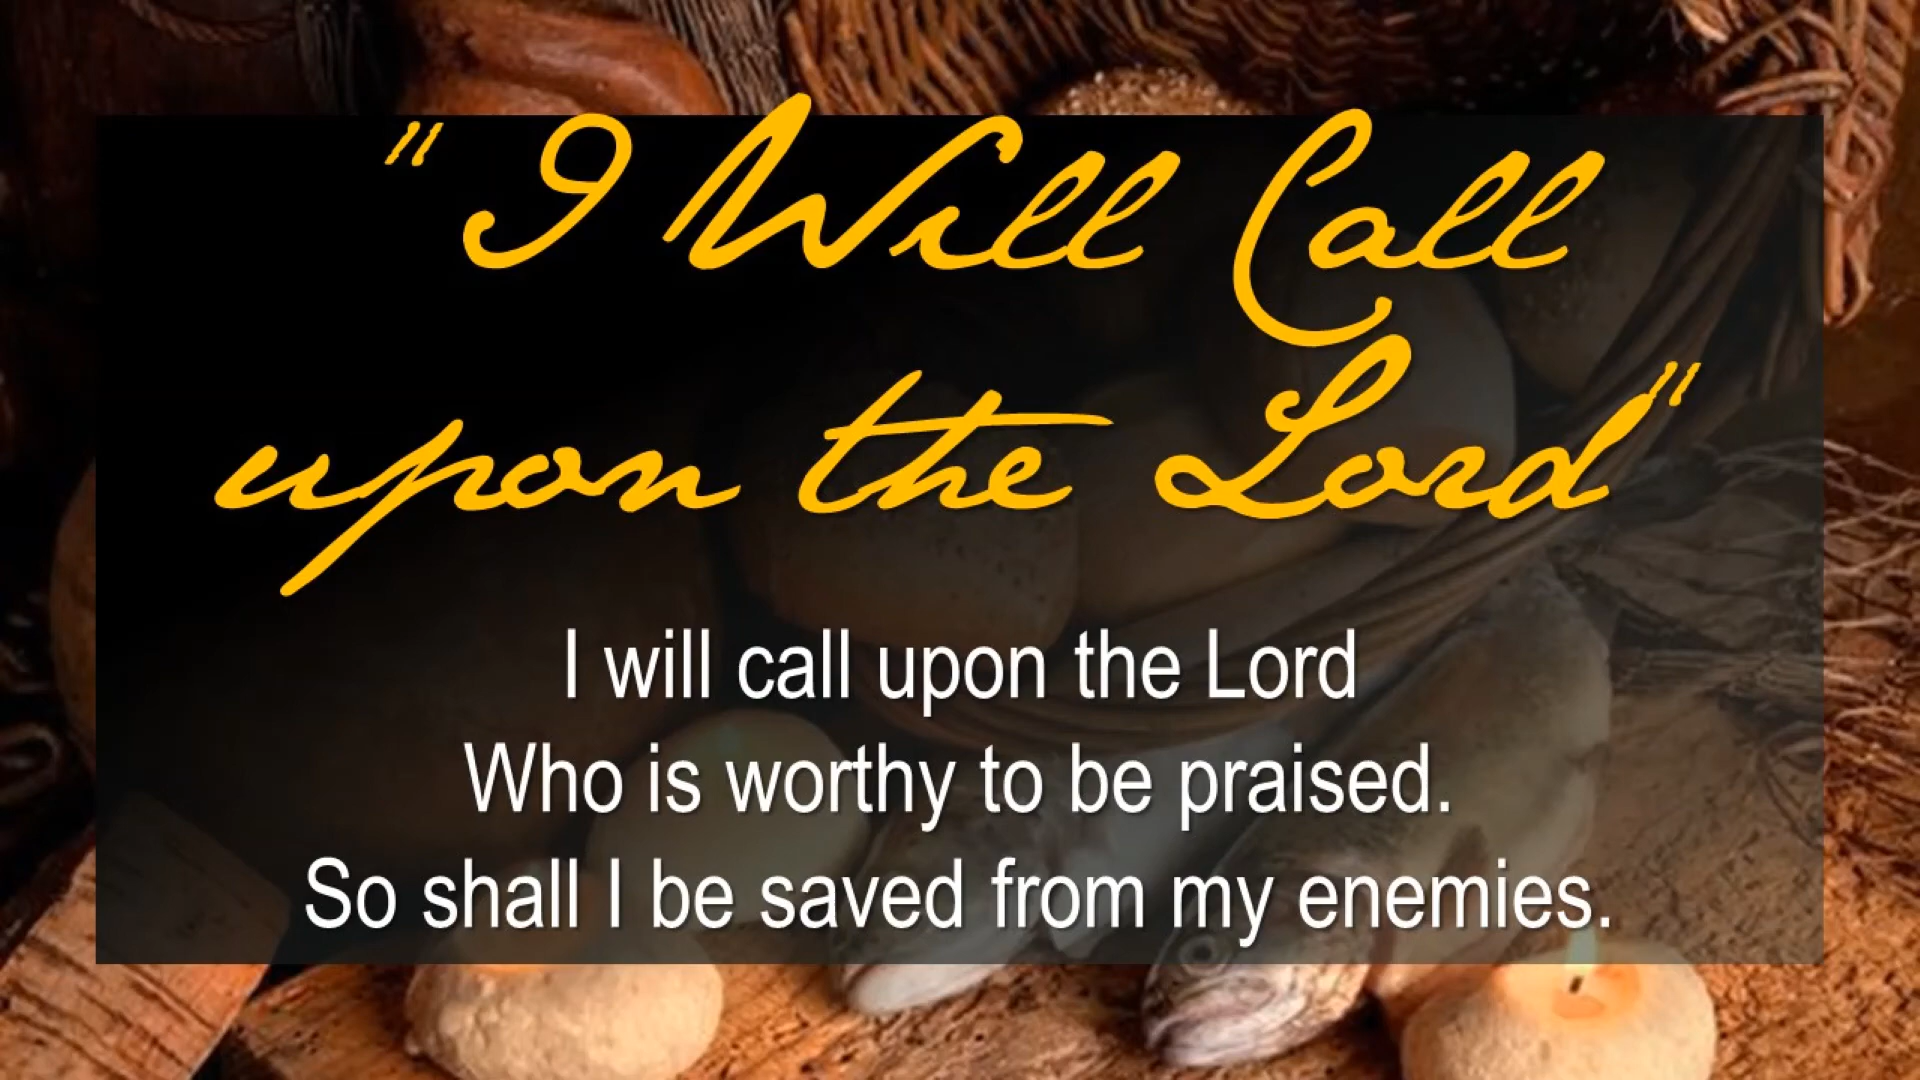 " I Will Call
upon the Lord"
I will call upon the Lord
Who is worthy to be praised.
So shall I be saved from my enemies.